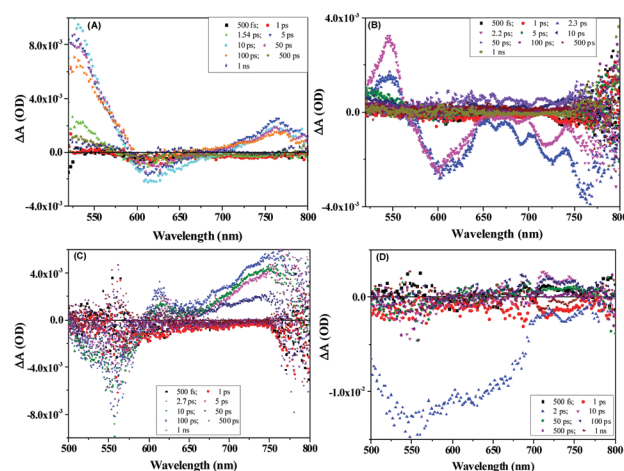 (A)
500 fs; 1 ps
1.54 ps; 5 ps
10 ps; 50 ps
100 ps; 500 ps
1 ns
8.0x10⁻³
4.0x10⁻³
0.0
-4.0x10⁻³
ΔA (OD)
550 600 650 700 750 800
Wavelength (nm)
(B)
500 fs; 1 ps; 2.3 ps
2.2 ps; 5 ps; 10 ps
50 ps; 100 ps; 500 ps
1 ns
4.0x10⁻³
0.0
-4.0x10⁻³
ΔA (OD)
550 600 650 700 750 800
Wavelength (nm)
(C)
4.0x10⁻³
0.0
-4.0x10⁻³
-8.0x10⁻³
ΔA (OD)
500 fs; 1 ps
2.7 ps; 5 ps
10 ps; 50 ps
100 ps; 500 ps
1 ns
500 550 600 650 700 750 800
Wavelength (nm)
(D)
0.0
-1.0x10⁻²
ΔA (OD)
500 fs; 1 ps
2 ps; 10 ps
50 ps; 100 ps
500 ps; 1 ns
500 550 600 650 700 750 800
Wavelength (nm)